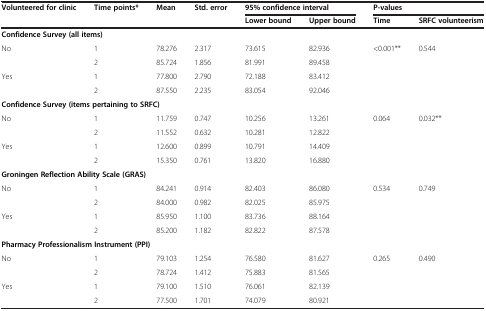 Volunteered for clinic Time points* Mean Std. error 95% confidence interval P-values
Lower bound Upper bound Time SRFC volunteerism
Confidence Survey (all items)
No 1 78.276 2.317 73.615 82.936 <0.001** 0.544
2 85.724 1.856 81.991 89.458
Yes 1 77.800 2.790 72.188 83.412
2 87.550 2.235 83.054 92.046
Confidence Survey (items pertaining to SRFC)
No 1 11.759 0.747 10.256 13.261 0.064 0.032**
2 11.552 0.632 10.281 12.822
Yes 1 12.600 0.899 10.791 14.409
2 15.350 0.761 13.820 16.880
Groningen Reflection Ability Scale (GRAS)
No 1 84.241 0.914 82.403 86.080 0.534 0.749
2 84.000 0.982 82.025 85.975
Yes 1 85.950 1.100 83.736 88.164
2 85.200 1.182 82.822 87.578
Pharmacy Professionalism Instrument (PPI)
No 1 79.103 1.254 76.580 81.627 0.265 0.490
2 78.724 1.412 75.883 81.565
Yes 1 79.100 1.510 76.061 82.139
2 77.500 1.701 74.079 80.921